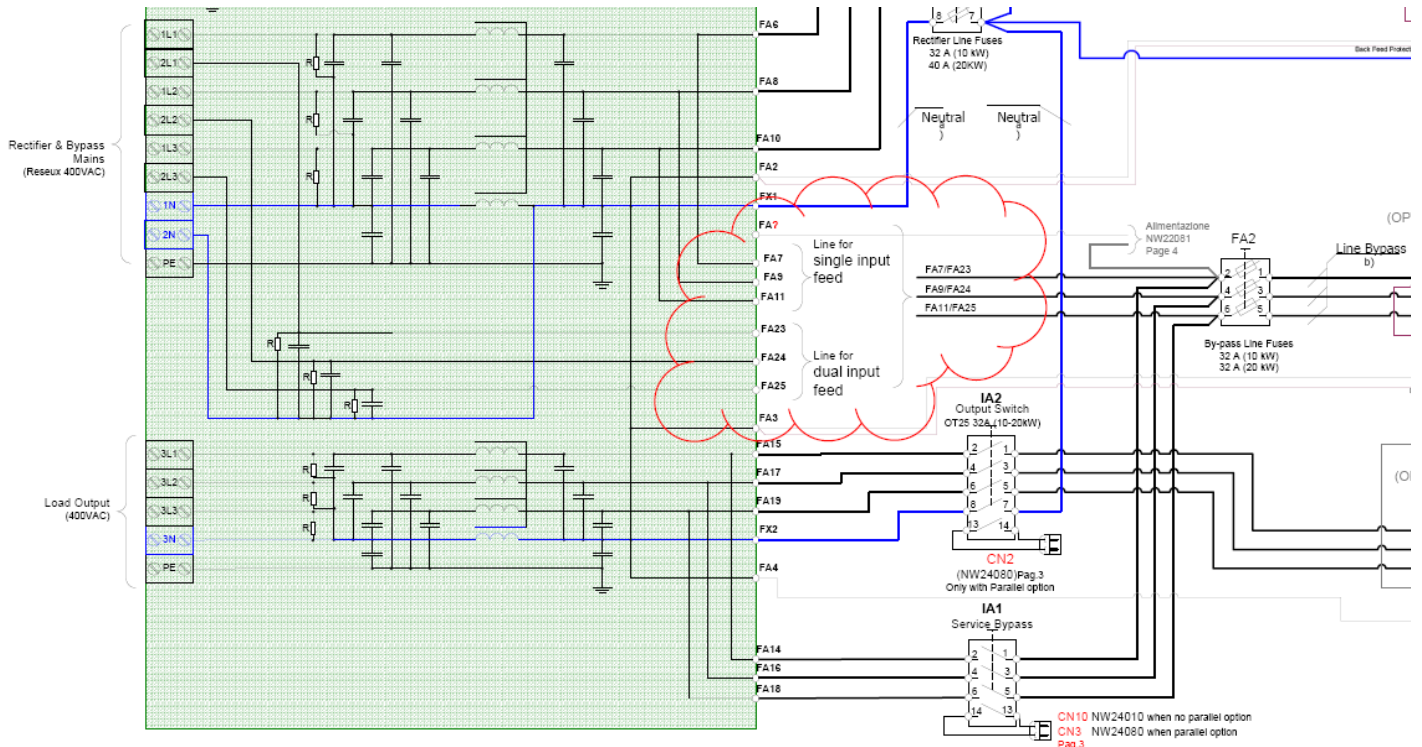 FA6
1L1
2L1
FA8
1L2
2L2
FA10
1L3
FA2
2L3
FX1
1N
FA?
2N
FA7
PE
FA9
FA11
FA23
FA24
FA25
FA3
Rectifier & Bypass
Mains
(Reseux 400VAC)
R
R
R
R
R
R
Line for
single input
feed
Line for
dual input
feed
8 7
Rectifier Line Fuses
32 A (10 kW)
40 A (20KW)
Back Feed Protect
Neutral
a
)
Neutral
a
)
Alimentazione
NW22081
Page 4
(OP
FA2
Line Bypass
b)
FA7/FA23
FA9/FA24
FA11/FA25
2 1
4 3
6 5
By-pass Line Fuses
32 A (10 kW)
32 A (20 kW)
IA2
Output Switch
OT25 32A (10-20kW)
2 1
4 3
6 5
8 7
13 14
CN2
(NW24080)Pag.3
Only with Parallel option
Load Output
(400VAC)
3L1
3L2
3L3
3N
PE
R
R
R
FA15
FA17
FA19
FX2
FA4
FA14
FA16
FA18
IA1
Service Bypass
2 1
4 3
6 5
14 13
CN10 NW24010 when no parallel option
CN3 NW24080 when parallel option
Pag.3